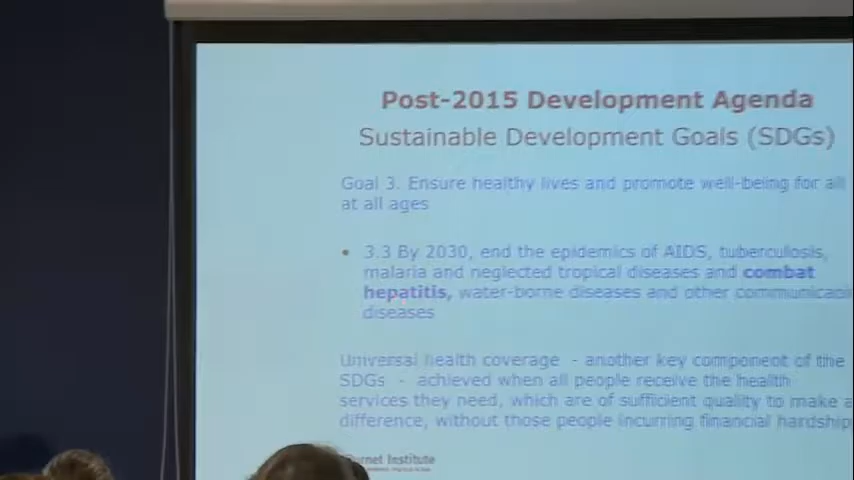 Post-2015 Development Agenda
Sustainable Development Goals (SDGs)
Goal 3. Ensure healthy lives and promote well-being for all
at all ages
• 3.3 By 2030, end the epidemics of AIDS, tuberculosis,
malaria and neglected tropical diseases and combat
hepatitis, water-borne diseases and other communicabl
diseases
Universal health coverage - another key component of the
SDGs - achieved when all people receive the health
services they need, which are of sufficient quality to make a
difference, without those people incurring financial hardship
Institute